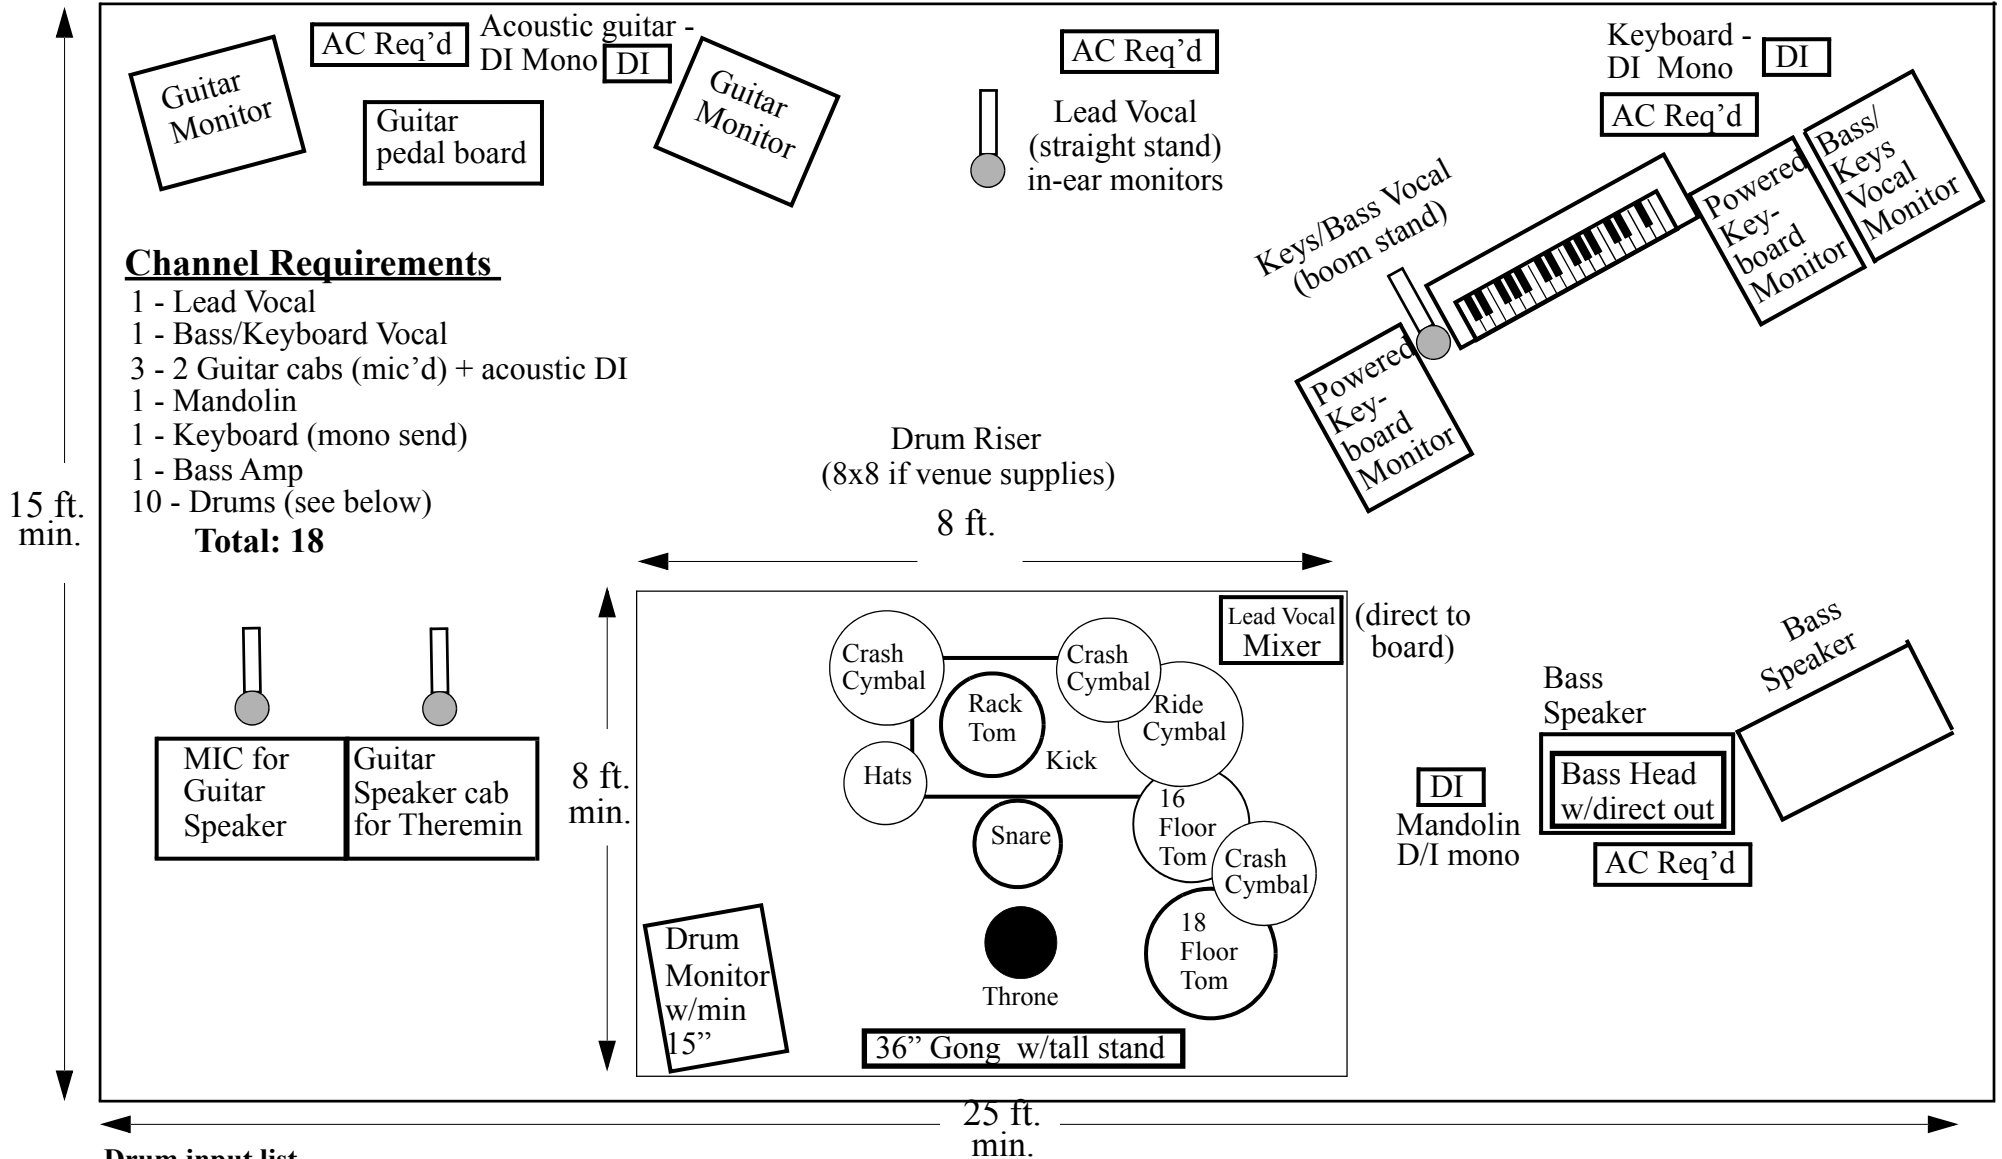 AC Req’d
Acoustic guitar -
DI Mono
DI
Guitar
Monitor
Guitar
pedal board
Guitar
Monitor
AC Req’d
Lead Vocal
(straight stand)
in-ear monitors
Keyboard -
DI Mono
DI
AC Req’d
Bass/
Keys
Vocal
Monitor
Powered
Key-
board
Monitor
Keys/Bass Vocal
(boom stand)
Powered
Key-
board
Monitor
Channel Requirements
1 - Lead Vocal
1 - Bass/Keyboard Vocal
3 - 2 Guitar cabs (mic’d) + acoustic DI
1 - Mandolin
1 - Keyboard (mono send)
1 - Bass Amp
10 - Drums (see below)
Total: 18
15 ft.
min.
Drum Riser
(8x8 if venue supplies)
8 ft.
Lead Vocal
Mixer
(direct to
board)
Crash
Cymbal
Rack
Tom
Crash
Cymbal
Ride
Cymbal
Kick
Hats
Snare
16
Floor
Tom
Crash
Cymbal
18
Floor
Tom
Throne
36” Gong w/tall stand
Drum
Monitor
w/min
15”
8 ft.
min.
MIC for
Guitar
Speaker
Guitar
Speaker cab
for Theremin
Bass
Speaker
Bass
Speaker
Bass Head
w/direct out
DI
Mandolin
D/I mono
AC Req’d
25 ft.
min.
Drum input list